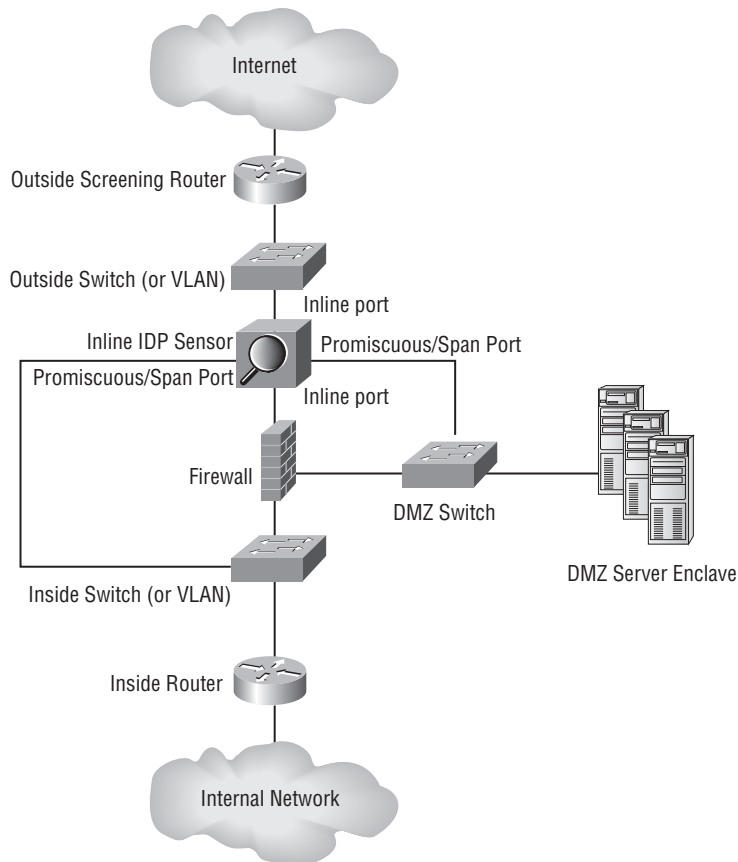 Internet
Outside Screening Router
Outside Switch (or VLAN)
Inline port
Inline IDP Sensor
Promiscuous/Span Port
Promiscuous/Span Port
Inline port
Firewall
DMZ Switch
DMZ Server Enclave
Inside Switch (or VLAN)
Inside Router
Internal Network